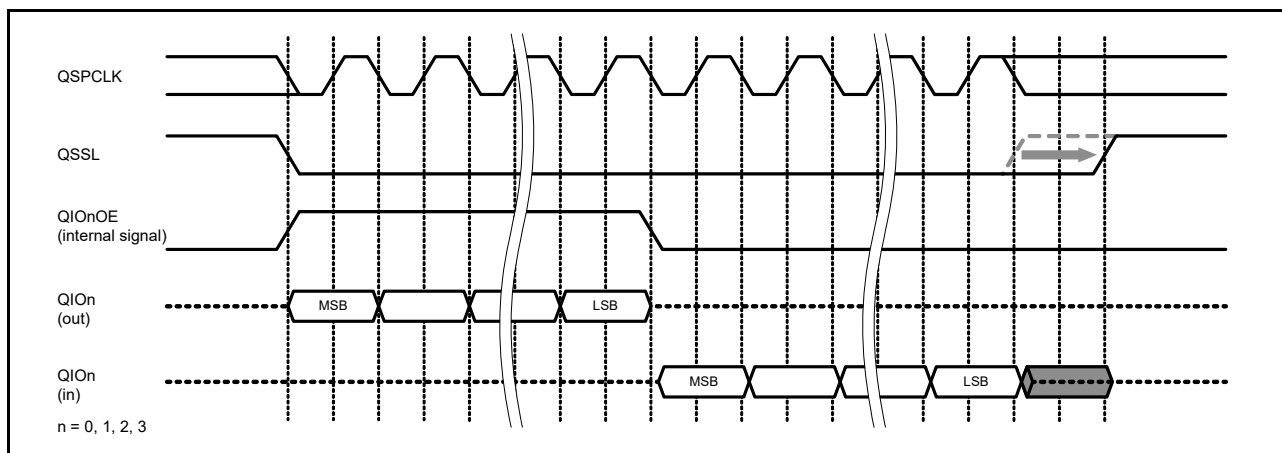 QSPCLK
QSSL
QIOnOE
(internal signal)
QIOn
(out)
MSB
LSB
QIOn
(in)
MSB
LSB
n = 0, 1, 2, 3